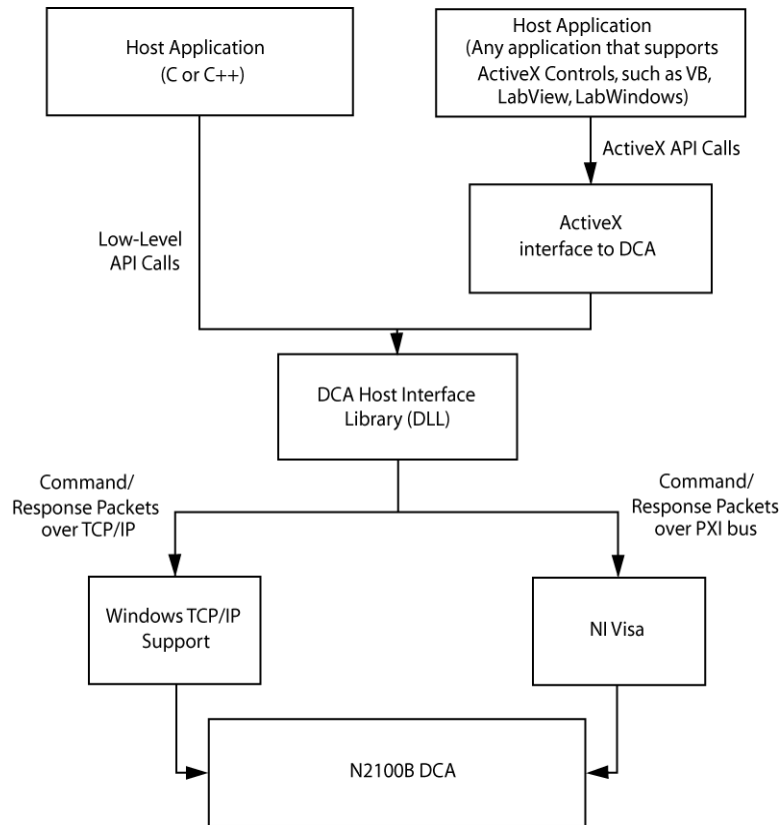 Host Application
(C or C++)
Host Application
(Any application that supports
ActiveX Controls, such as VB,
LabView, LabWindows)
ActiveX API Calls
Low-Level
API Calls
ActiveX
interface to DCA
DCA Host Interface
Library (DLL)
Command/
Response Packets
over TCP/IP
Command/
Response Packets
over PXI bus
Windows TCP/IP
Support
NI Visa
N2100B DCA